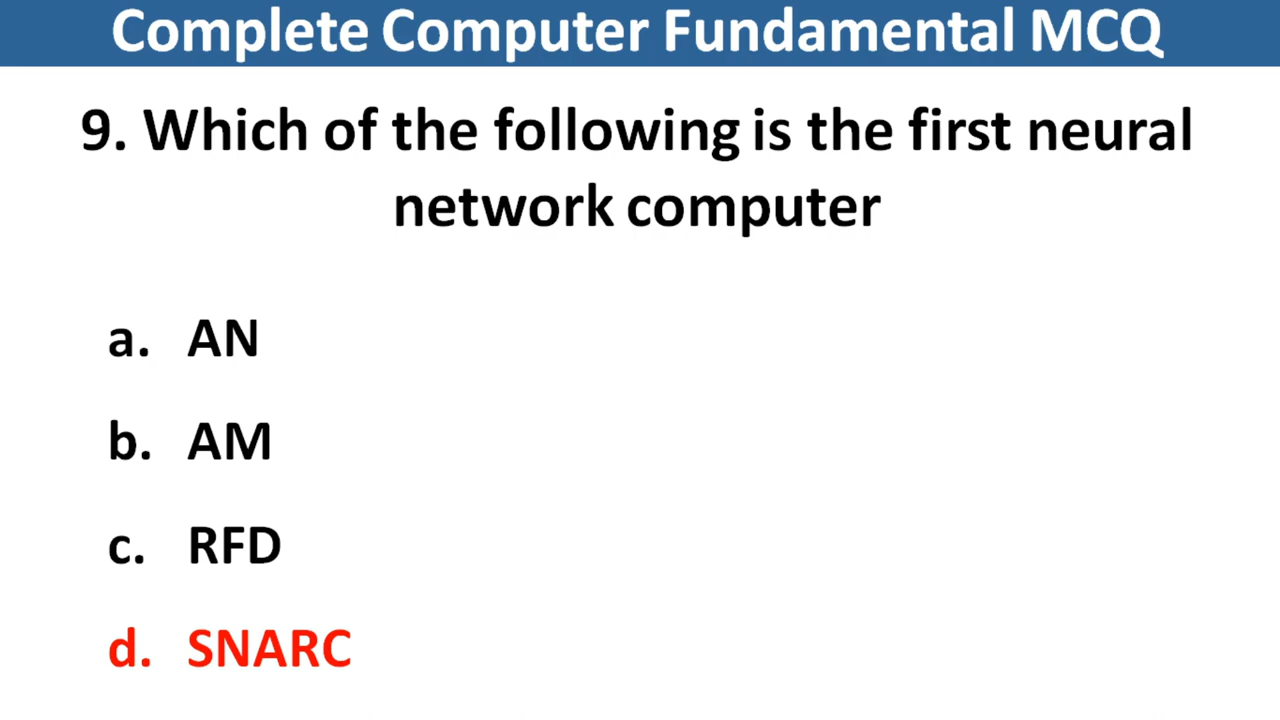 Complete Computer Fundamental MCQ
9. Which of the following is the first neural
network computer
a. AN
b. AM
c. RFD
d. SNARC